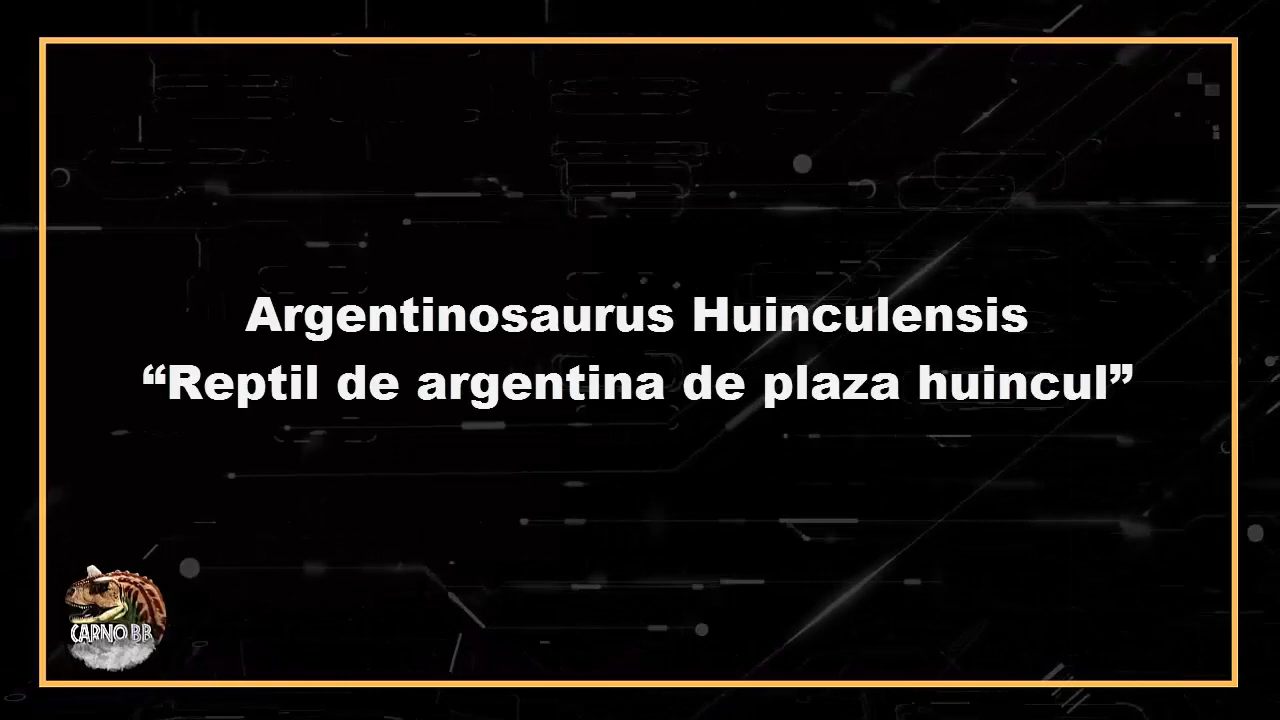 Argentinosaurus Huinculensis
“Reptil de argentina de plaza huincul”
CARNO BB